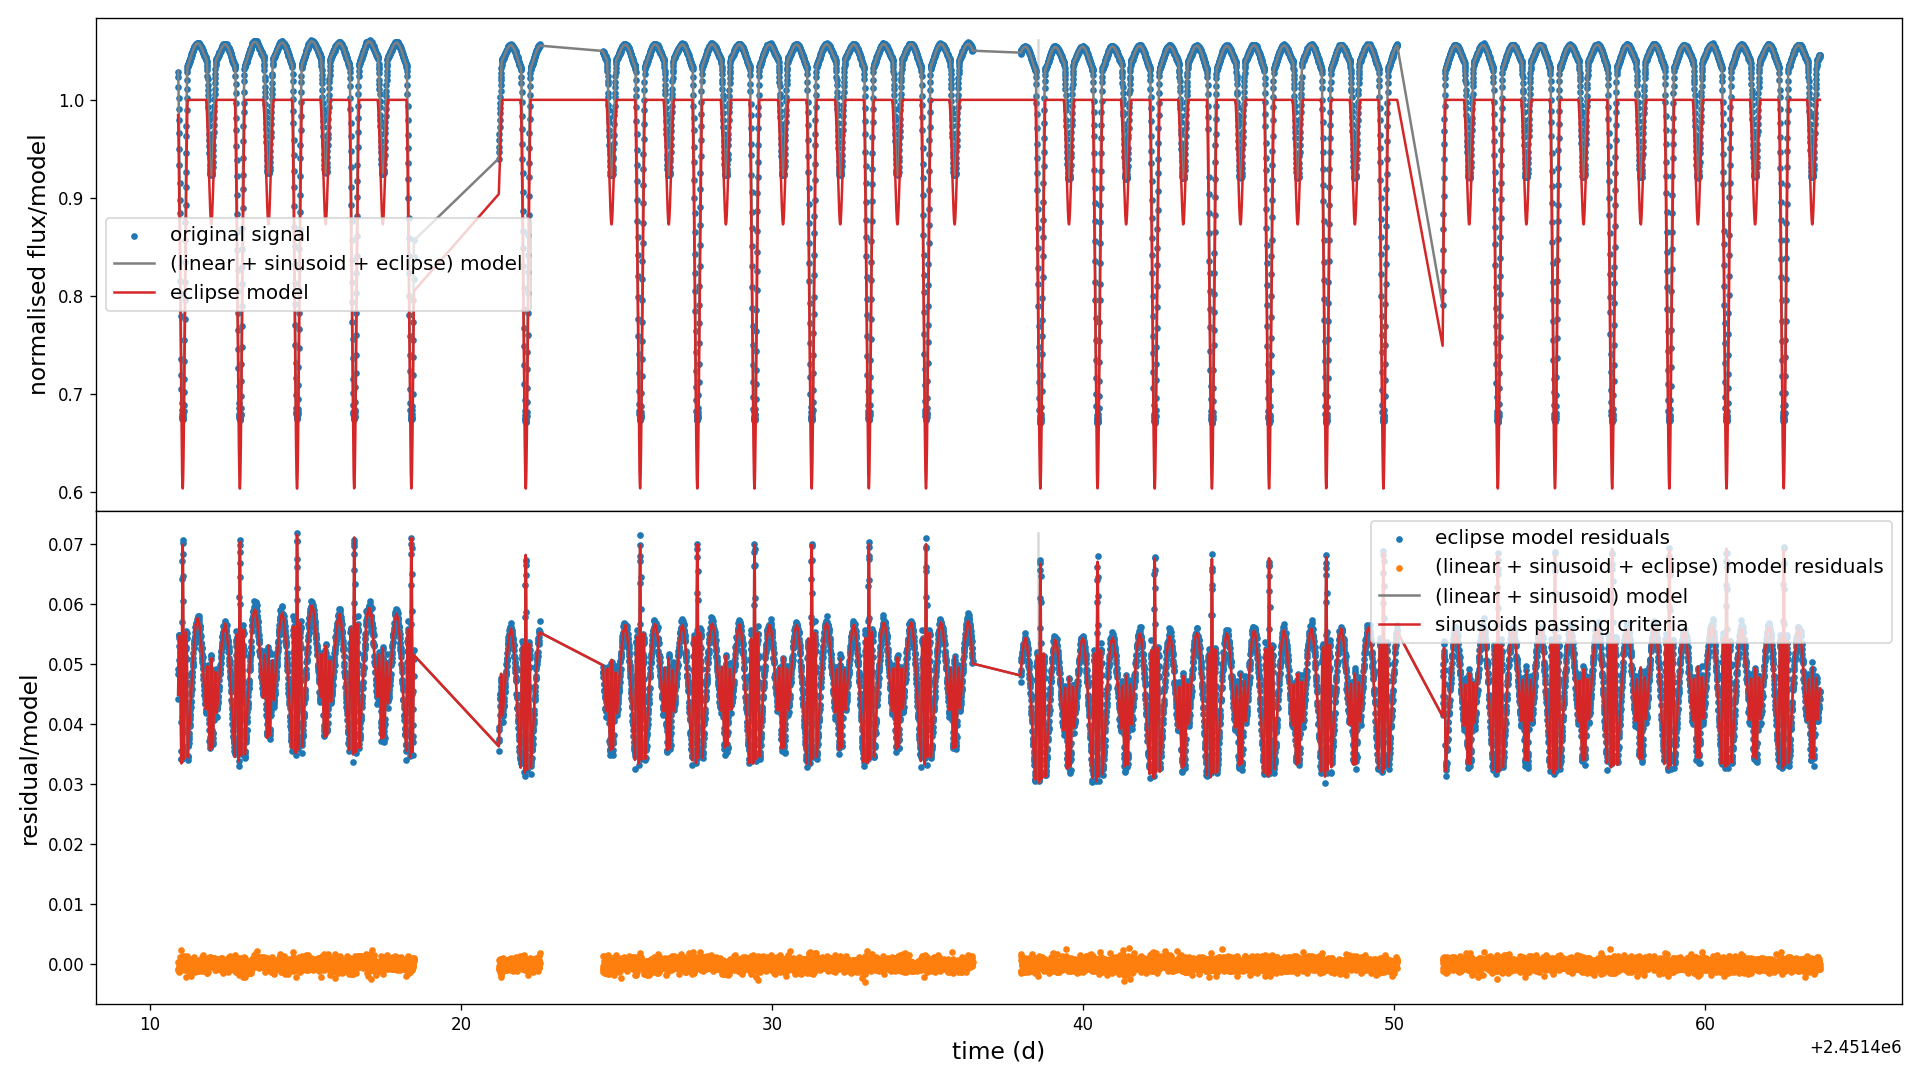 normalised flux/model
1.0
0.9
0.8
0.7
0.6
original signal
(linear + sinusoid + eclipse) model
eclipse model
residual/model
0.07
0.06
0.05
0.04
0.03
0.02
0.01
0.00
eclipse model residuals
(linear + sinusoid + eclipse) model residuals
(linear + sinusoid) model
sinusoids passing criteria
10 20 30 40 50 60
time (d)
+2.4514e6